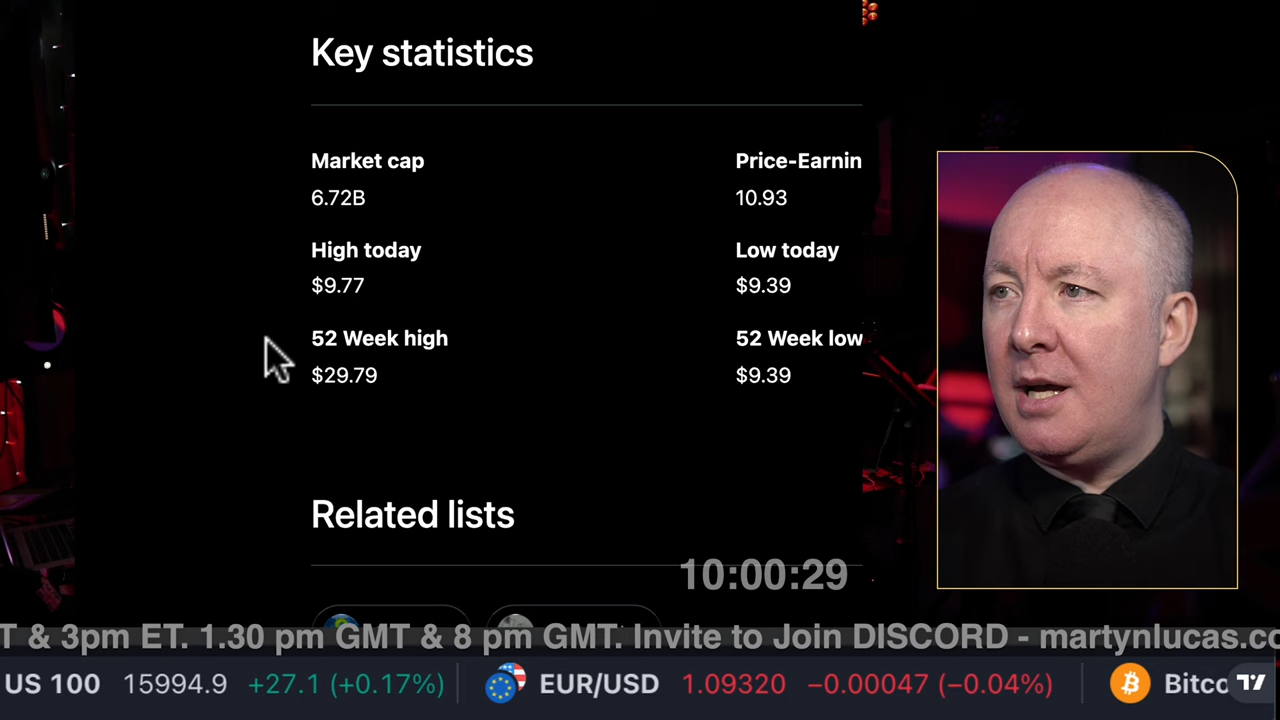 Key statistics
Market cap
Price-Earnin
6.72B
10.93
High today
Low today
$9.77
$9.39
52 Week high
52 Week low
$29.79
$9.39
Related lists
10:00:29
T & 3pm ET. 1.30 pm GMT & 8 pm GMT. Invite to Join DISCORD - martynlucas.co
US 100 15994.9 +27.1 (+0.17%) EUR/USD 1.09320 −0.00047 (−0.04%) Bitco